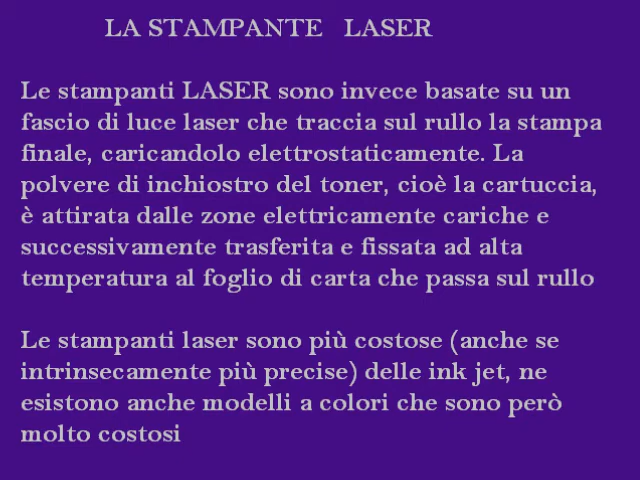 LA STAMPANTE LASER
Le stampanti LASER sono invece basate su un
fascio di luce laser che traccia sul rullo la stampa
finale, caricandolo elettrostaticamente. La
polvere di inchiostro del toner, cioè la cartuccia,
è attirata dalle zone elettricamente cariche e
successivamente trasferita e fissata ad alta
temperatura al foglio di carta che passa sul rullo
Le stampanti laser sono più costose (anche se
intrinsecamente più precise) delle ink jet, ne
esistono anche modelli a colori che sono però
molto costosi